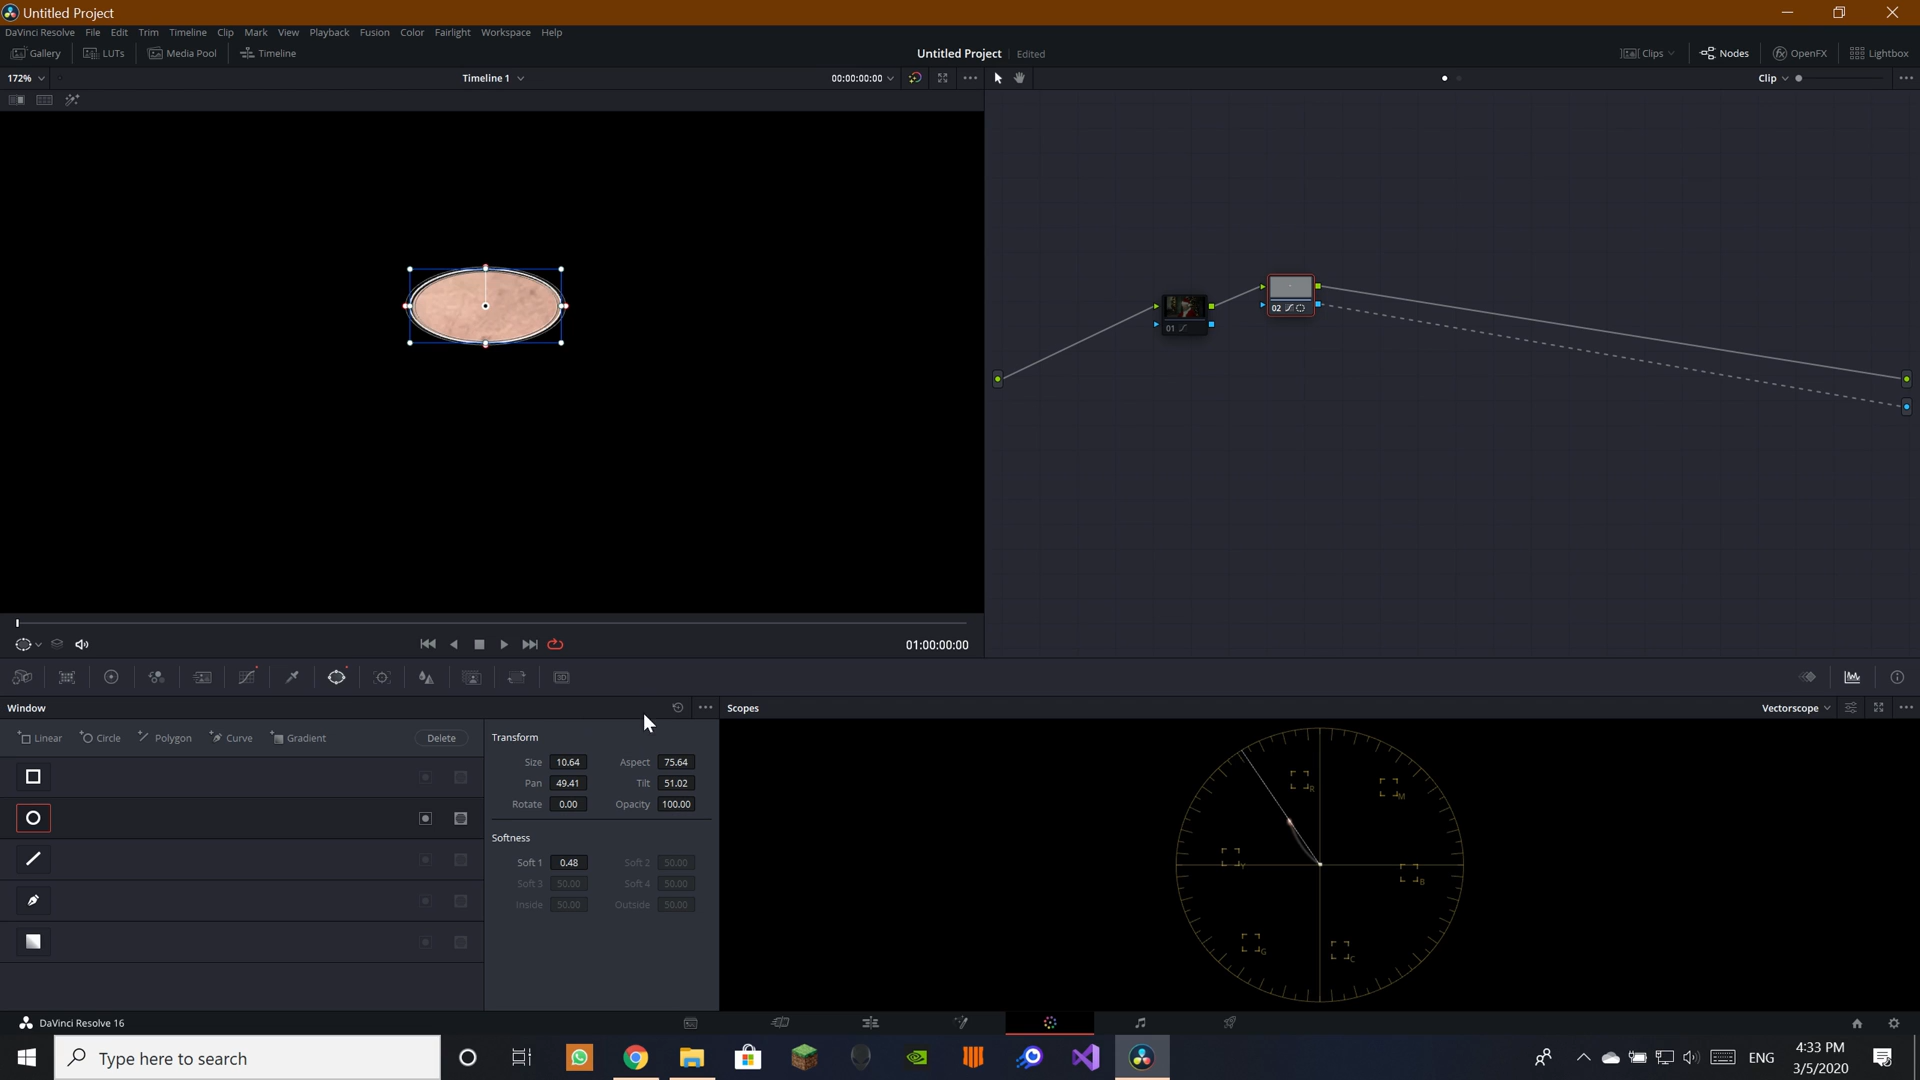 Untitled Project
DaVinci Resolve File Edit Trim Timeline Clip Mark View Playback Fusion Color Fairlight Workspace Help
Gallery LUTs Media Pool Timeline Untitled Project Edited Clips Nodes OpenFX Lightbox
172% Timeline 1 00:00:00:00 Clip
02
01
01:00:00:00
3D
Window Scopes Vectorscope
Linear Circle Polygon Curve Gradient Delete
Transform
Size 10.64 Aspect 75.64
Pan 49.41 Tilt 51.02
Rotate 0.00 Opacity 100.00
Softness
Soft 1 0.48 Soft 2 50.00
Soft 3 50.00 Soft 4 50.00
Inside 50.00 Outside 50.00
R
M
Y
B
G
C
DaVinci Resolve 16
Type here to search
ENG
4:33 PM
3/5/2020